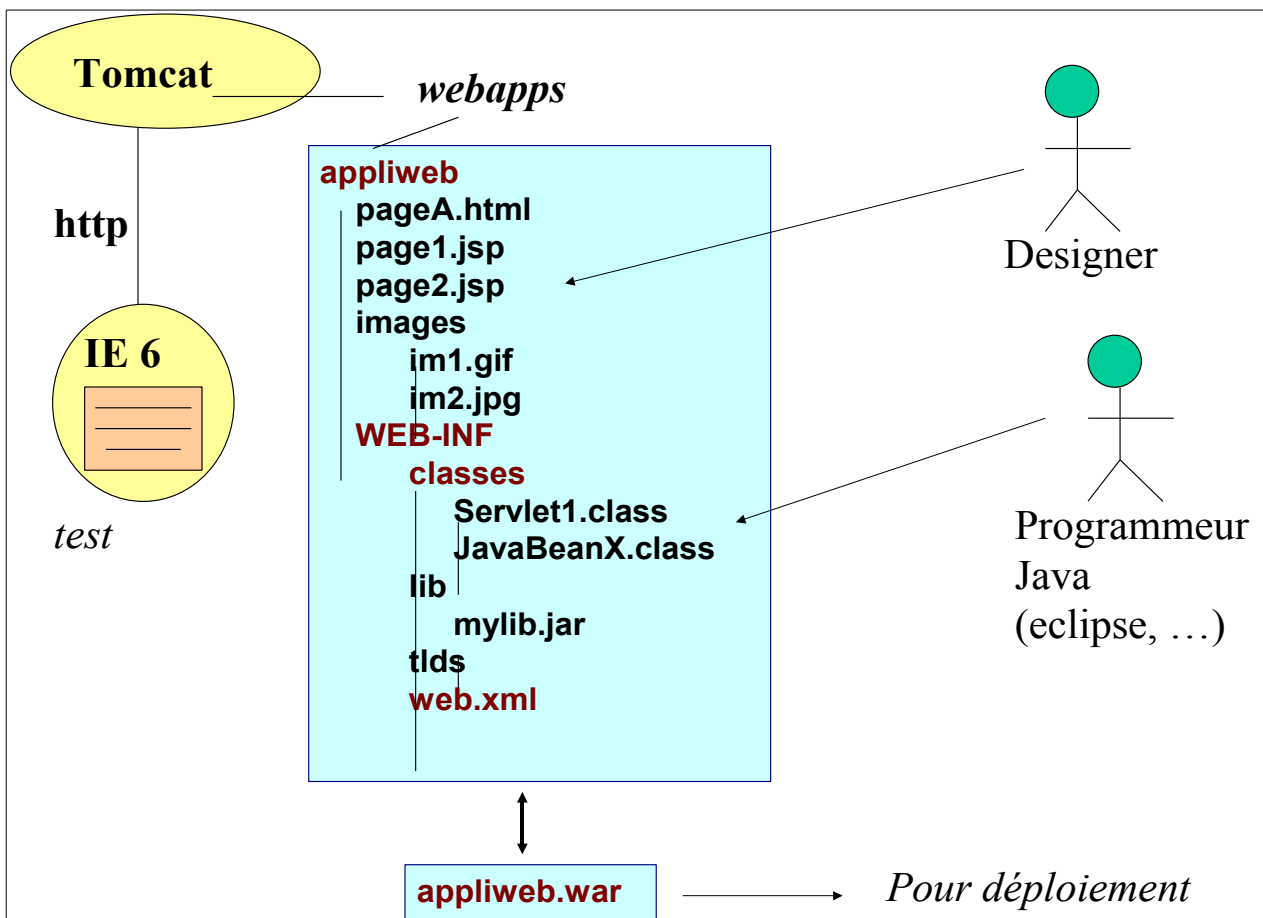 Tomcat
webapps
http
IE 6
test
appliweb
pageA.html
page1.jsp
page2.jsp
images
im1.gif
im2.jpg
WEB-INF
classes
Servlet1.class
JavaBeanX.class
lib
mylib.jar
tlds
web.xml
Designer
Programmeur
Java
(eclipse, …)
appliweb.war
Pour déploiement